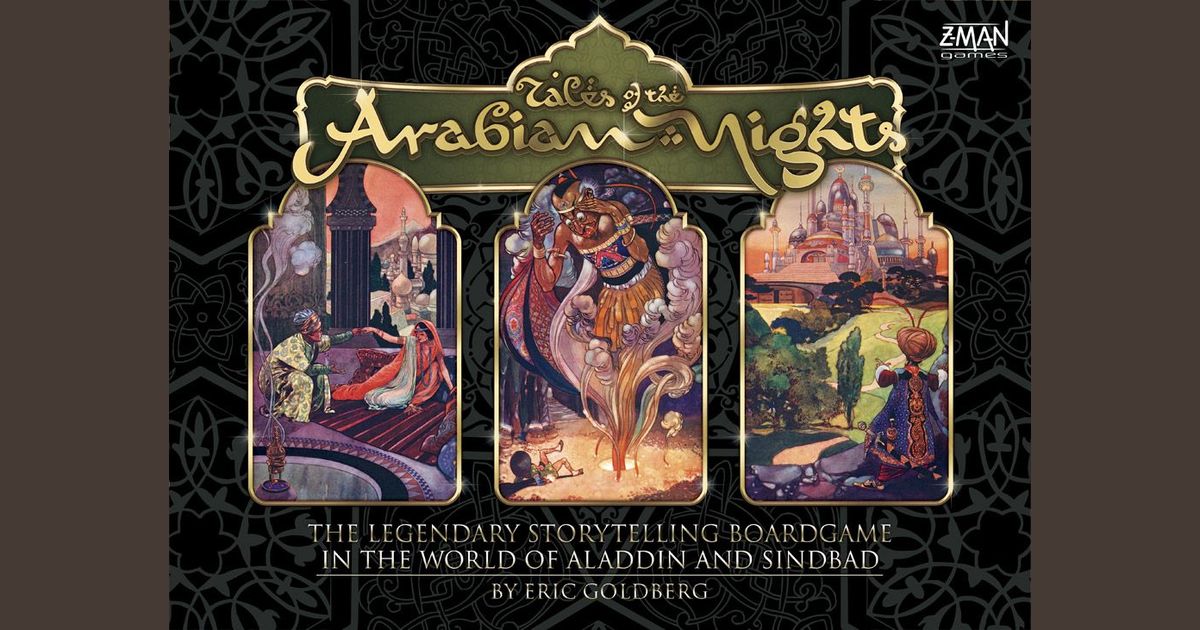 Z-MAN
games
Tales of the
Arabian Nights
THE LEGENDARY STORYTELLING BOARDGAME
IN THE WORLD OF ALADDIN AND SINDBAD
BY ERIC GOLDBERG